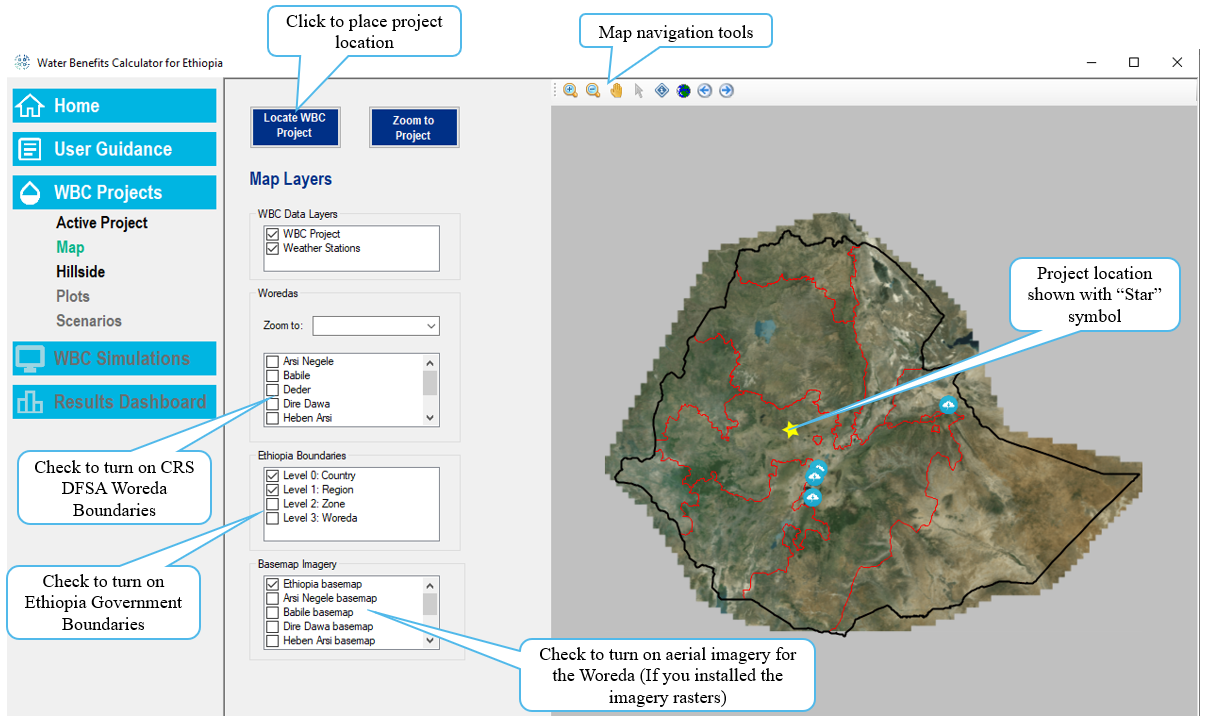 Click to place project
location
Map navigation tools
Water Benefits Calculator for Ethiopia
Home
User Guidance
WBC Projects
Active Project
Map
Hillside
Plots
Scenarios
WBC Simulations
Results Dashboard
Locate WBC
Project
Zoom to
Project
Map Layers
WBC Data Layers
WBC Project
Weather Stations
Woredas
Zoom to:
Arsi Negele
Babile
Deder
Dire Dawa
Heben Arsi
Ethiopia Boundaries
Level 0: Country
Level 1: Region
Level 2: Zone
Level 3: Woreda
Basemap Imagery
Ethiopia basemap
Arsi Negele basemap
Babile basemap
Dire Dawa basemap
Heben Arsi basemap
Project location
shown with “Star”
symbol
Check to turn on CRS
DFSA Woreda
Boundaries
Check to turn on
Ethiopia Government
Boundaries
Check to turn on aerial imagery for
the Woreda (If you installed the
imagery rasters)